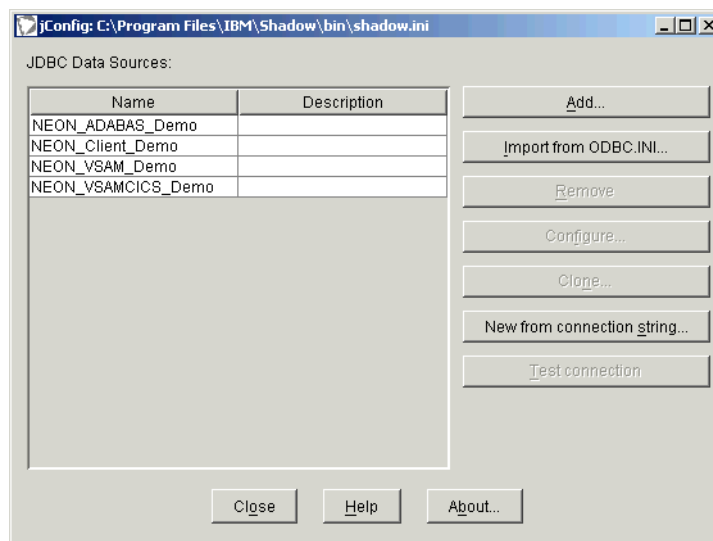 jConfig: C:\Program Files\IBM\Shadow\bin\shadow.ini
JDBC Data Sources:
Name Description
NEON_ADABAS_Demo
NEON_Client_Demo
NEON_VSAM_Demo
NEON_VSAMCICS_Demo
Add...
Import from ODBC.INI...
Remove
Configure...
Clone...
New from connection string...
Test connection
Close Help About...